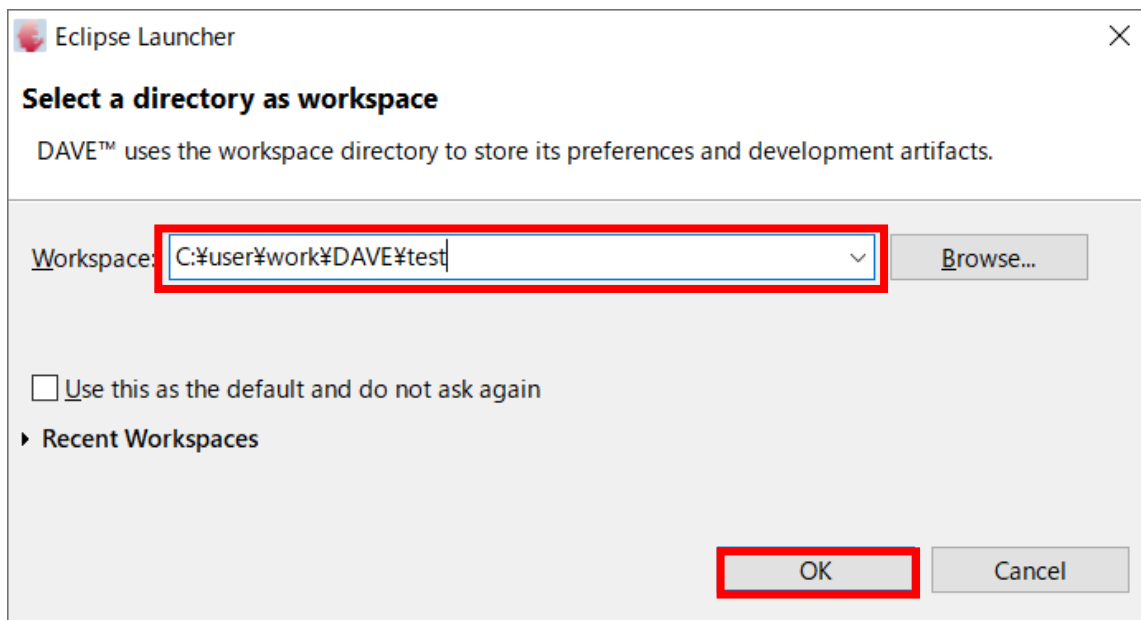 Eclipse Launcher
Select a directory as workspace
DAVE™ uses the workspace directory to store its preferences and development artifacts.
Workspace: C:¥user¥work¥DAVE¥test Browse...
Use this as the default and do not ask again
Recent Workspaces
OK Cancel